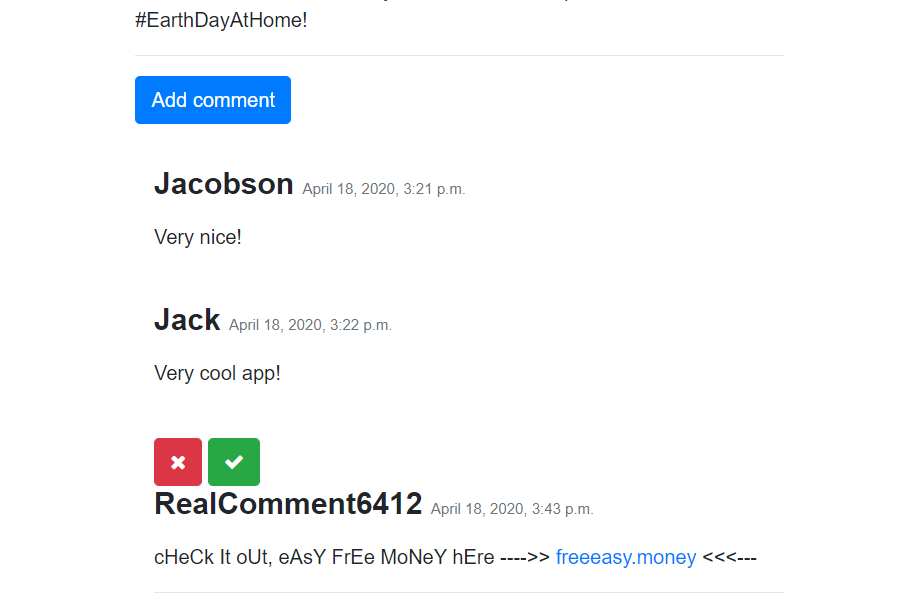 #EarthDayAtHome!
Add comment
Jacobson April 18, 2020, 3:21 p.m.
Very nice!
Jack April 18, 2020, 3:22 p.m.
Very cool app!
RealComment6412 April 18, 2020, 3:43 p.m.
cHeCk It oUt, eAsY FrEe MoNeY hEre ---->> freeeasy.money <<<---